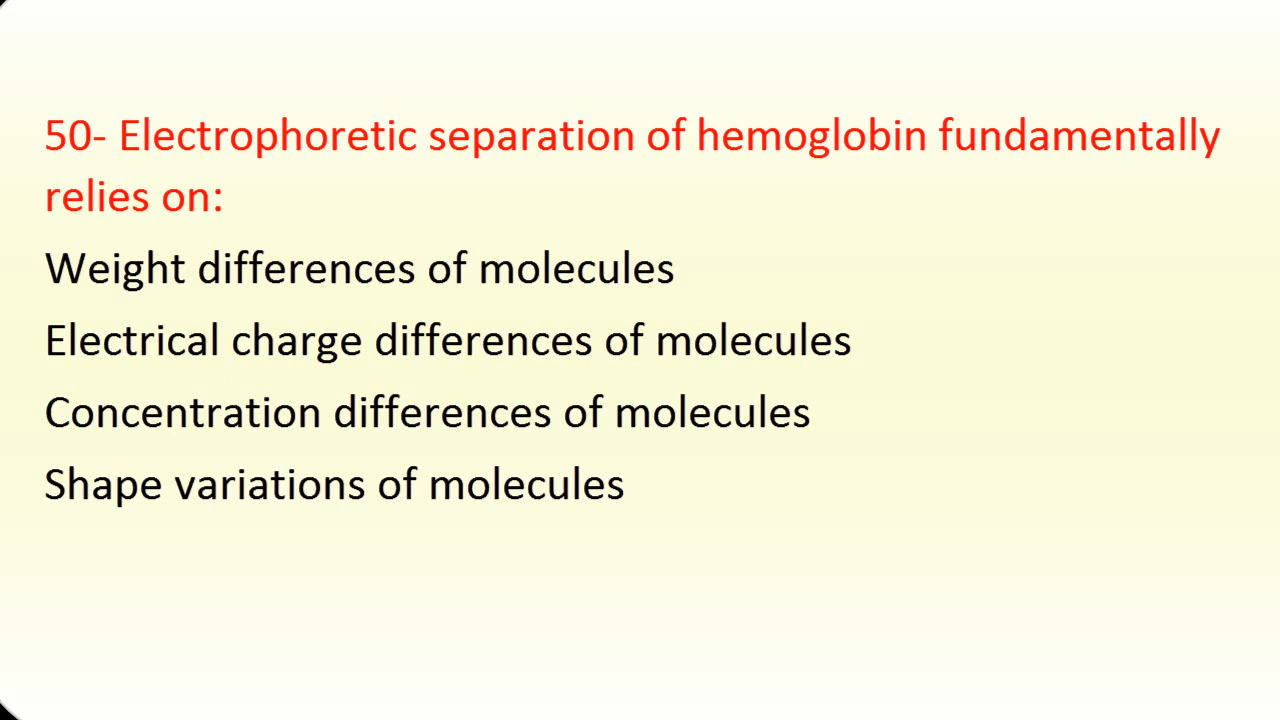 50- Electrophoretic separation of hemoglobin fundamentally
relies on:
Weight differences of molecules
Electrical charge differences of molecules
Concentration differences of molecules
Shape variations of molecules